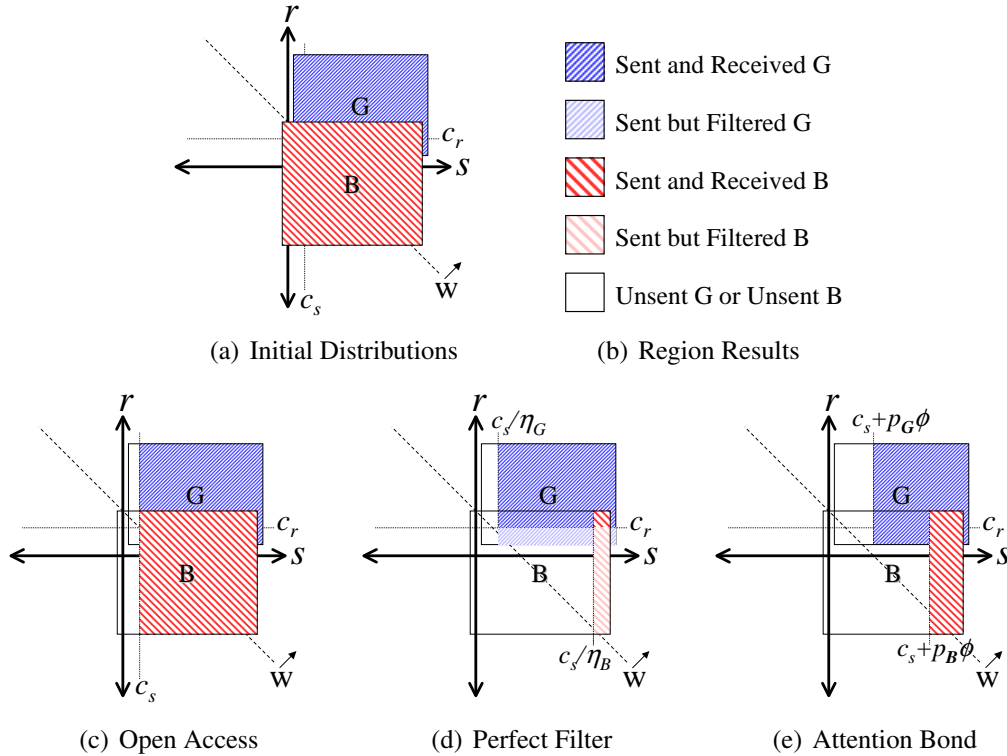 r
G
B
c_r
s
c_s
W
(a) Initial Distributions
Sent and Received G
Sent but Filtered G
Sent and Received B
Sent but Filtered B
Unsent G or Unsent B
(b) Region Results
r
G
B
c_r
s
c_s
W
(c) Open Access
r
c_s/η_G
G
B
c_r
s
c_s/η_B
W
(d) Perfect Filter
r
c_s+p_Gϕ
G
B
c_r
s
c_s+p_Bϕ
W
(e) Attention Bond